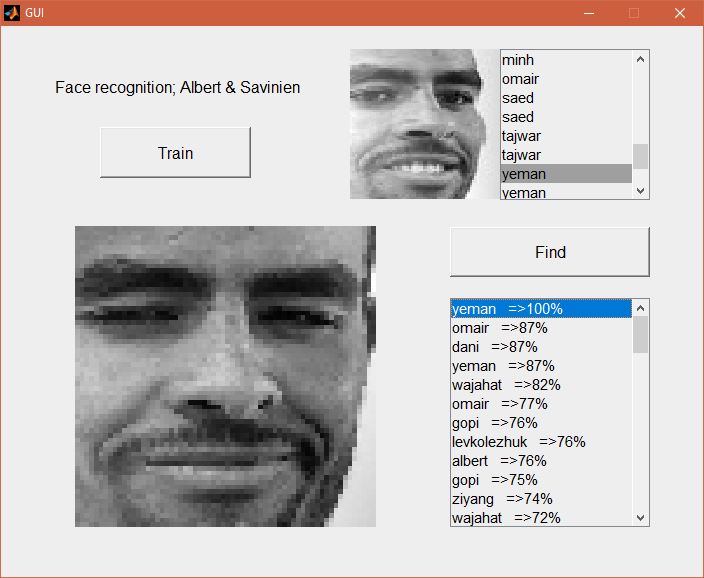 GUI
Face recognition; Albert & Savinien
Train
minh
omair
saed
saed
tajwar
tajwar
yeman
yeman
Find
yeman =>100%
omair =>87%
dani =>87%
yeman =>87%
wajahat =>82%
omair =>77%
gopi =>76%
levkolezhuk =>76%
albert =>76%
gopi =>75%
ziyang =>74%
wajahat =>72%